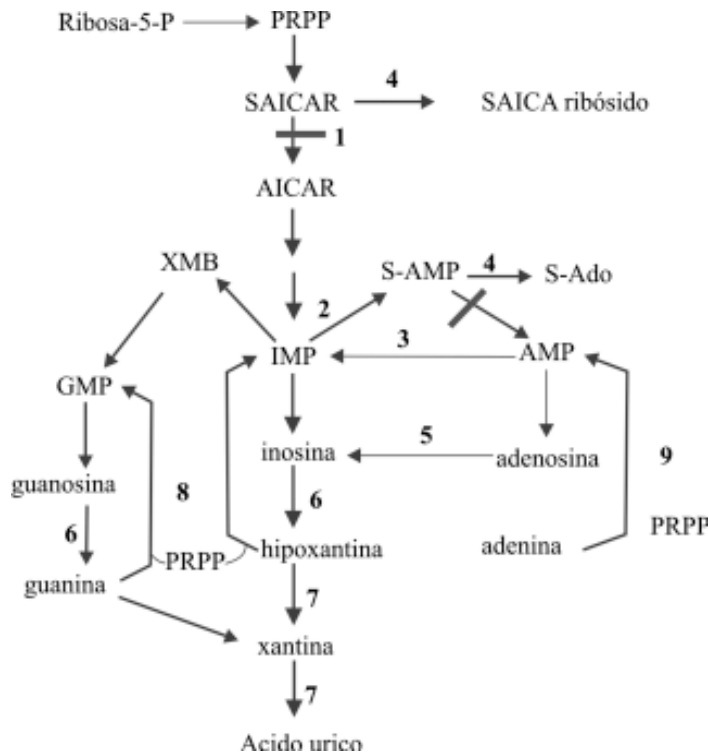 Ribosa-5-P PRPP
4
SAICAR SAICA ribósido
1
AICAR
XMB S-AMP 4 S-Ado
2
IMP 3 AMP
GMP
inosina 5 adenosina 9
guanosina 8
6 6 PRPP
PRPP hipoxantina adenina
guanina 7
xantina
7
Acido urico